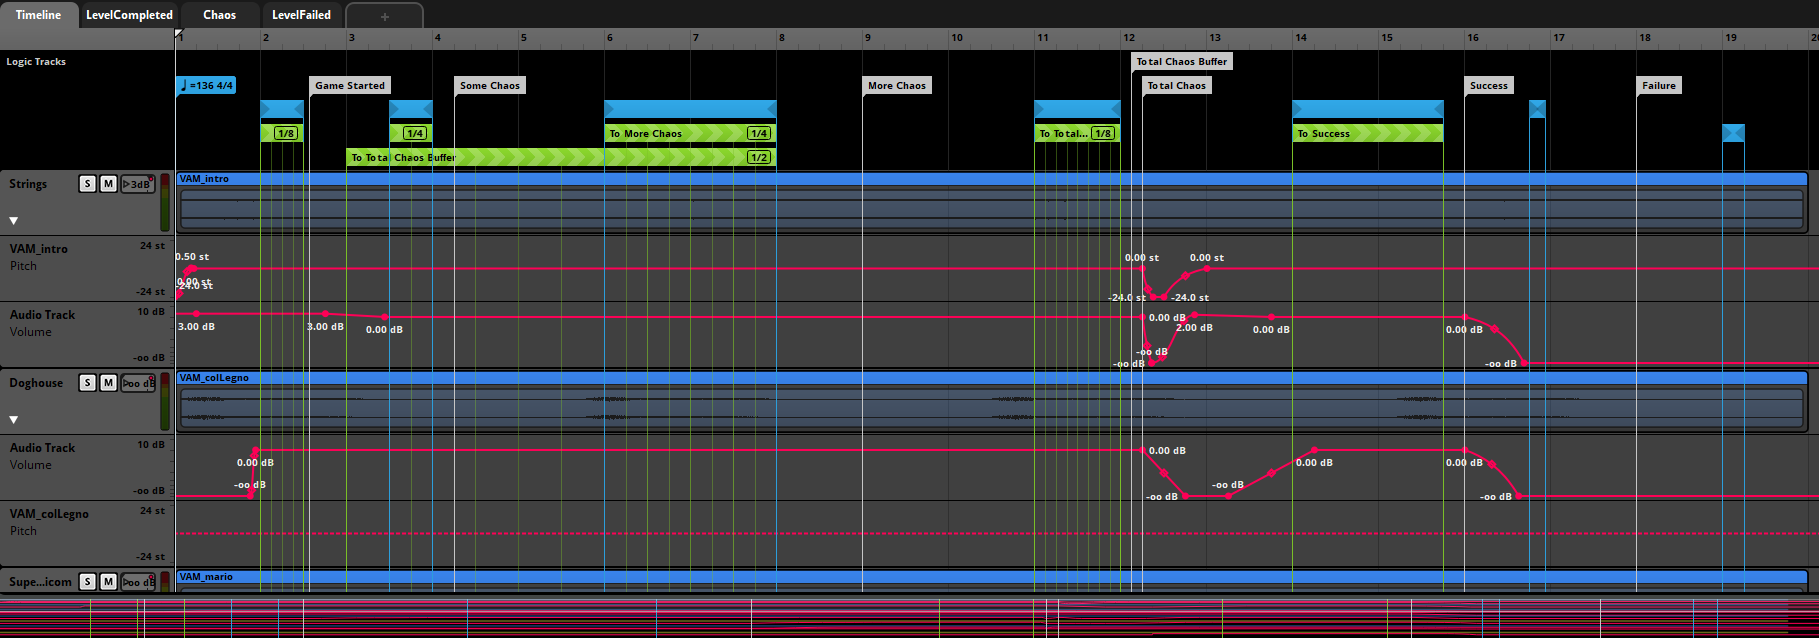 Timeline LevelCompleted Chaos LevelFailed +
1 2 3 4 5 6 7 8 9 10 11 12 13 14 15 16 17 18 19 20
Logic Tracks
Total Chaos Buffer
♩=136 4/4 Game Started Some Chaos More Chaos Total Chaos Success Failure
1/8 1/4 To More Chaos 1/4 To Total... 1/8 To Success
To Total Chaos Buffer 1/2
Strings S M 3dB VAM_intro
VAM_intro 24 st
Pitch
-24 st
0.50 st 0.00 st 0.00 st
0.00 st
-24.0 st -24.0 st -24.0 st
Audio Track 10 dB
Volume
-oo dB
3.00 dB 3.00 dB 0.00 dB 0.00 dB 2.00 dB 0.00 dB 0.00 dB
-oo dB -oo dB -oo dB
Doghouse S M -oo dB VAM_colLegno
Audio Track 10 dB
Volume
-oo dB
0.00 dB 0.00 dB 0.00 dB 0.00 dB
-oo dB -oo dB -oo dB -oo dB
VAM_colLegno 24 st
Pitch
-24 st
Supe...icom S M -oo dB VAM_mario